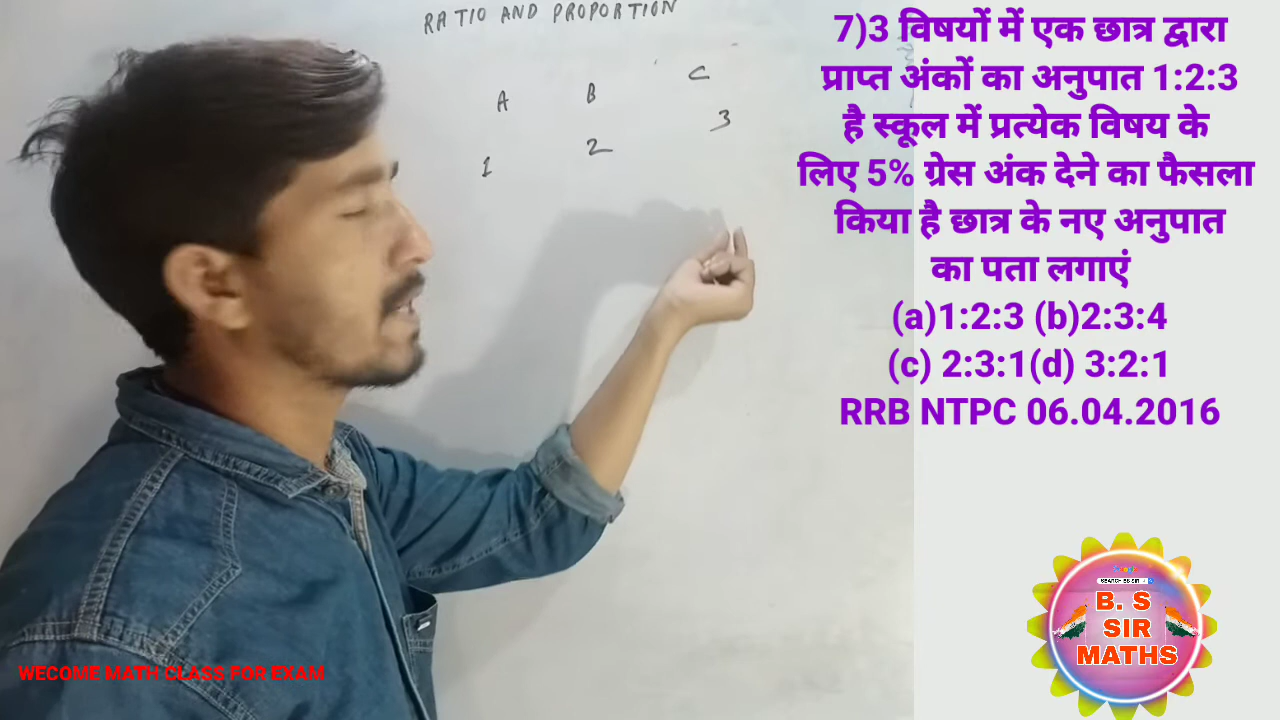 RATIO AND PROPORTION
A B C
1 2 3
7)3 विषयों में एक छात्र द्वारा
प्राप्त अंकों का अनुपात 1:2:3
है स्कूल में प्रत्येक विषय के
लिए 5% ग्रेस अंक देने का फैसला
किया है छात्र के नए अनुपात
का पता लगाएं
(a)1:2:3 (b)2:3:4
(c) 2:3:1(d) 3:2:1
RRB NTPC 06.04.2016
B. S
SIR
MATHS
WECOME MATH CLASS FOR EXAM